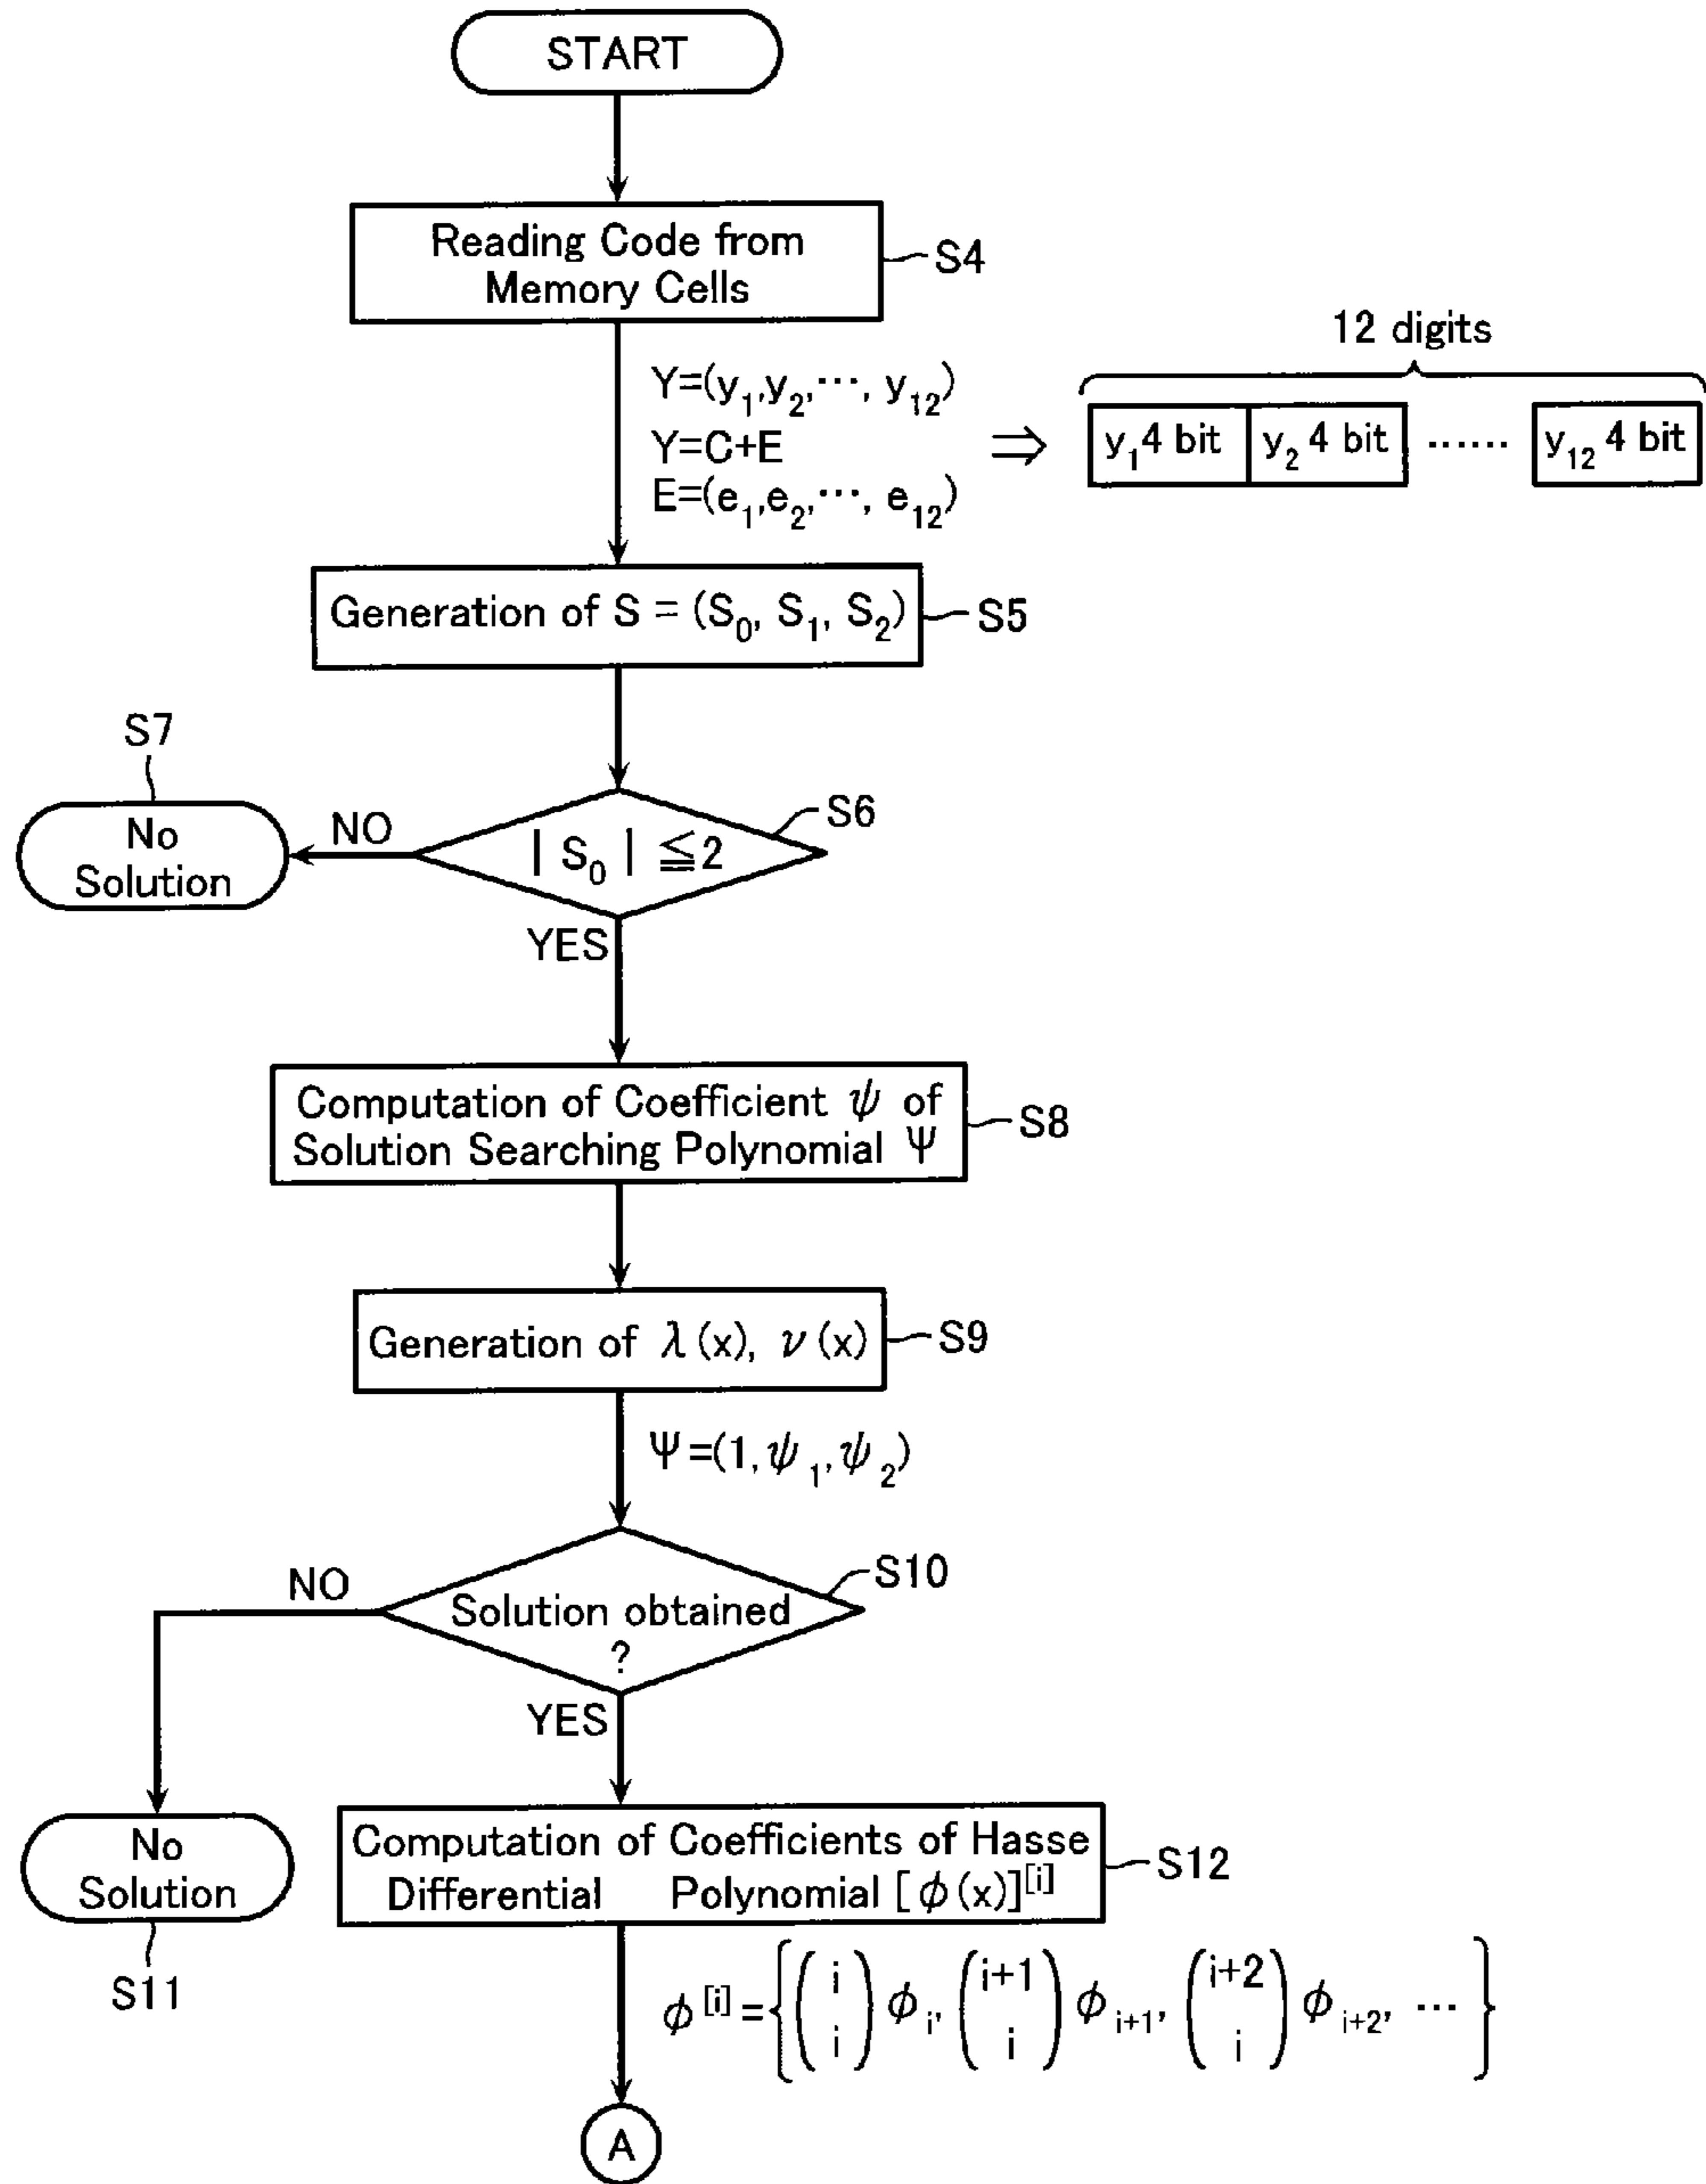 START
Reading Code from
Memory Cells
S4
Y=(y₁,y₂,⋯, y₁₂)
Y=C+E
E=(e₁,e₂,⋯, e₁₂)
⇒
12 digits
y₁ 4 bit y₂ 4 bit ⋯⋯ y₁₂ 4 bit
Generation of S = (S₀, S₁, S₂)
S5
S7
No
Solution
NO
| S₀ | ≦2
S6
YES
Computation of Coefficient ψ of
Solution Searching Polynomial Ψ
S8
Generation of λ(x), ν(x)
S9
Ψ=(1, ψ₁, ψ₂)
NO
Solution obtained
?
S10
YES
No
Solution
S11
Computation of Coefficients of Hasse
Differential Polynomial [ϕ(x)]^[i]
S12
ϕ^[i] = { (i i) ϕ_i, (i+1 i) ϕ_{i+1}, (i+2 i) ϕ_{i+2}, ⋯ }
A